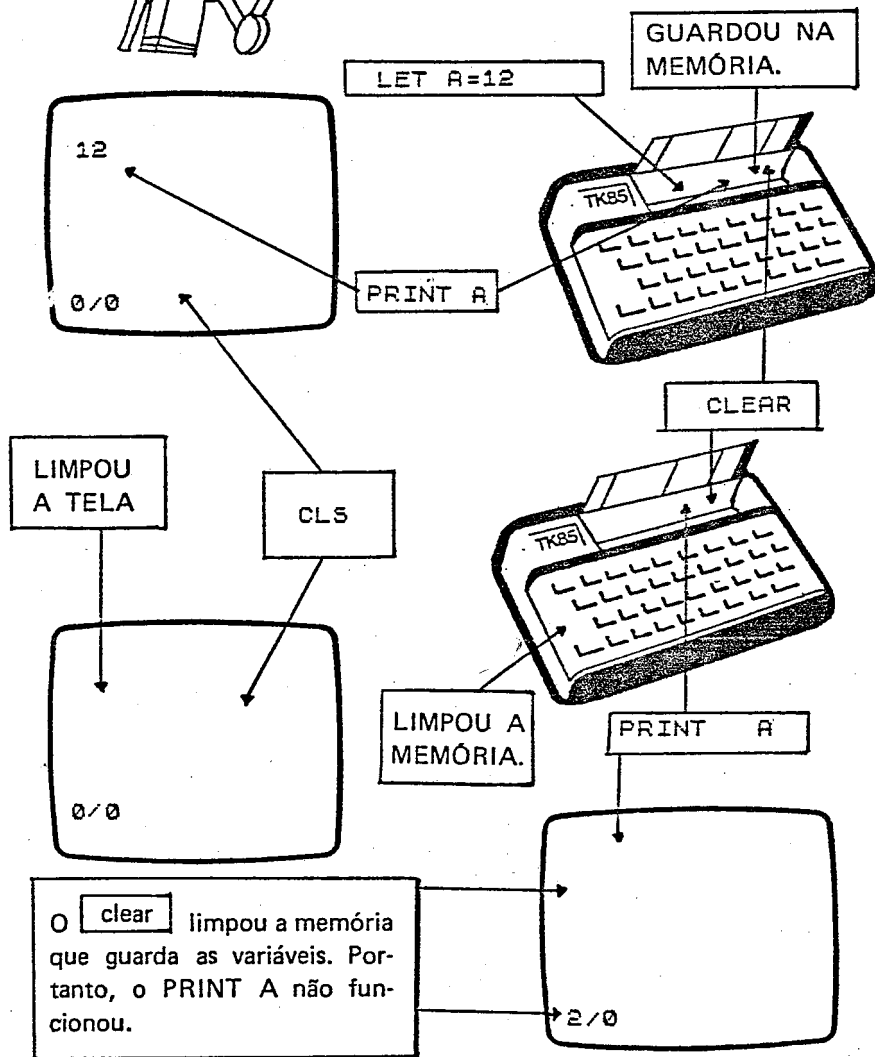 GUARDOU NA
MEMÓRIA.
LET A=12
12
TK85
PRINT A
0/0
CLEAR
LIMPOU
A TELA
CLS
TK85
LIMPOU A
MEMÓRIA.
PRINT A
0/0
O clear limpou a memória
que guarda as variáveis. Por-
tanto, o PRINT A não fun-
cionou.
2/0